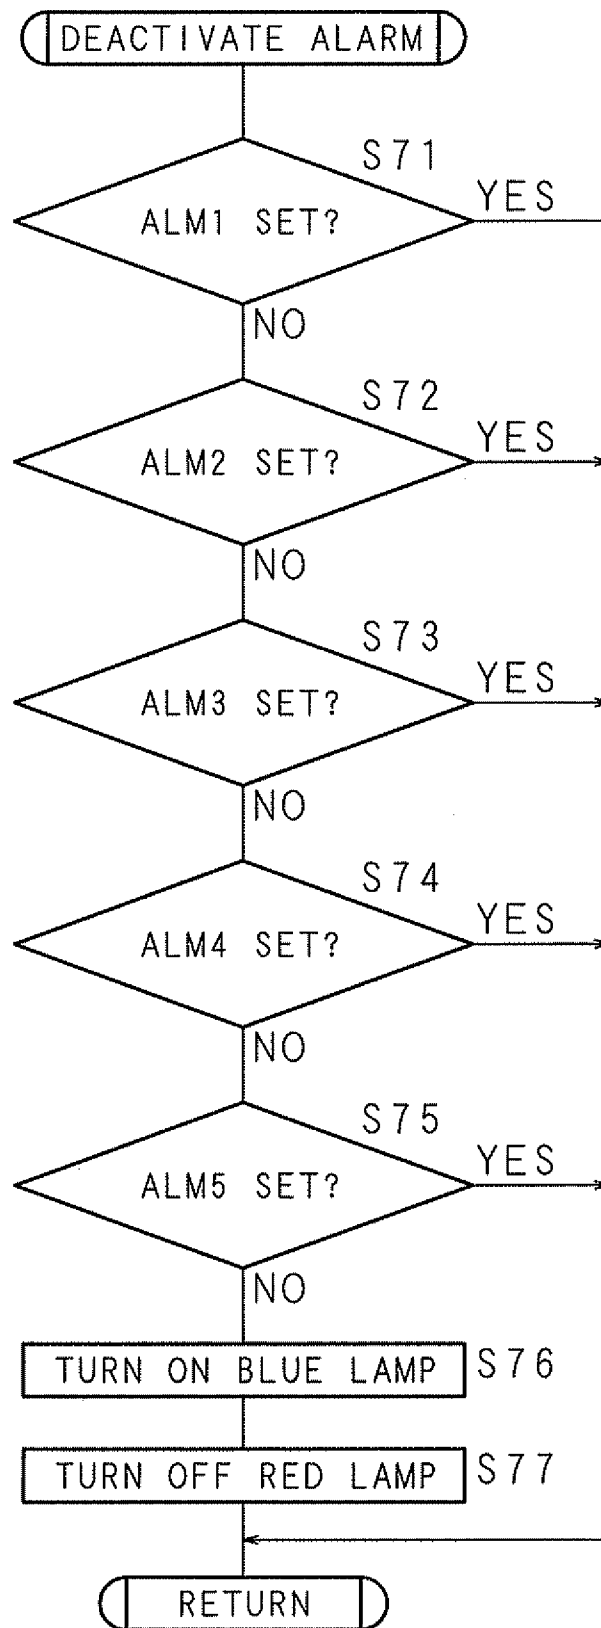 DEACTIVATE ALARM
S71
ALM1 SET?
YES
NO
S72
ALM2 SET?
YES
NO
S73
ALM3 SET?
YES
NO
S74
ALM4 SET?
YES
NO
S75
ALM5 SET?
YES
NO
TURN ON BLUE LAMP S76
TURN OFF RED LAMP S77
RETURN